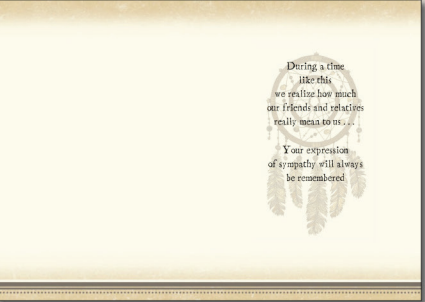 During a time
like this
we realize how much
our friends and relatives
really mean to us . . .
Your expression
of sympathy will always
be remembered